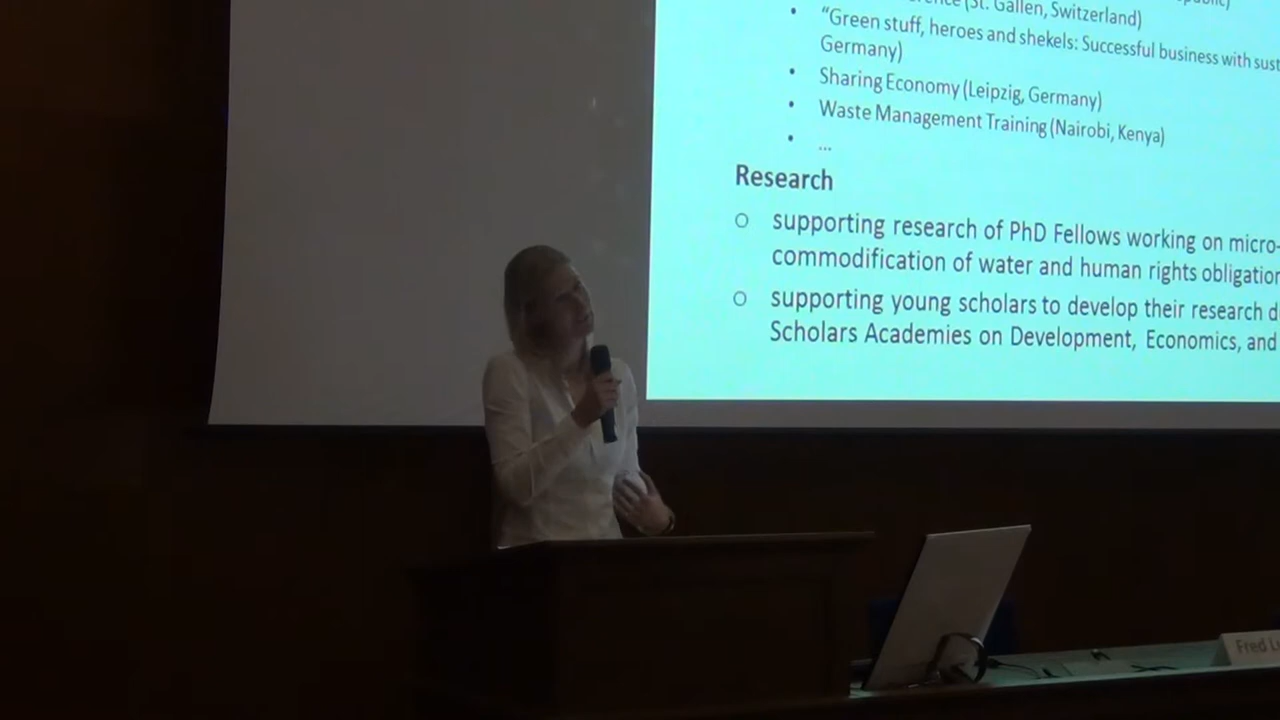 (St. Gallen, Switzerland)
• “Green stuff, heroes and shekels: Successful business with sust
Germany)
• Sharing Economy (Leipzig, Germany)
• Waste Management Training (Nairobi, Kenya)
• ...
Research
o supporting research of PhD Fellows working on micro-
commodification of water and human rights obligation
o supporting young scholars to develop their research d
Scholars Academies on Development, Economics, and
Fred